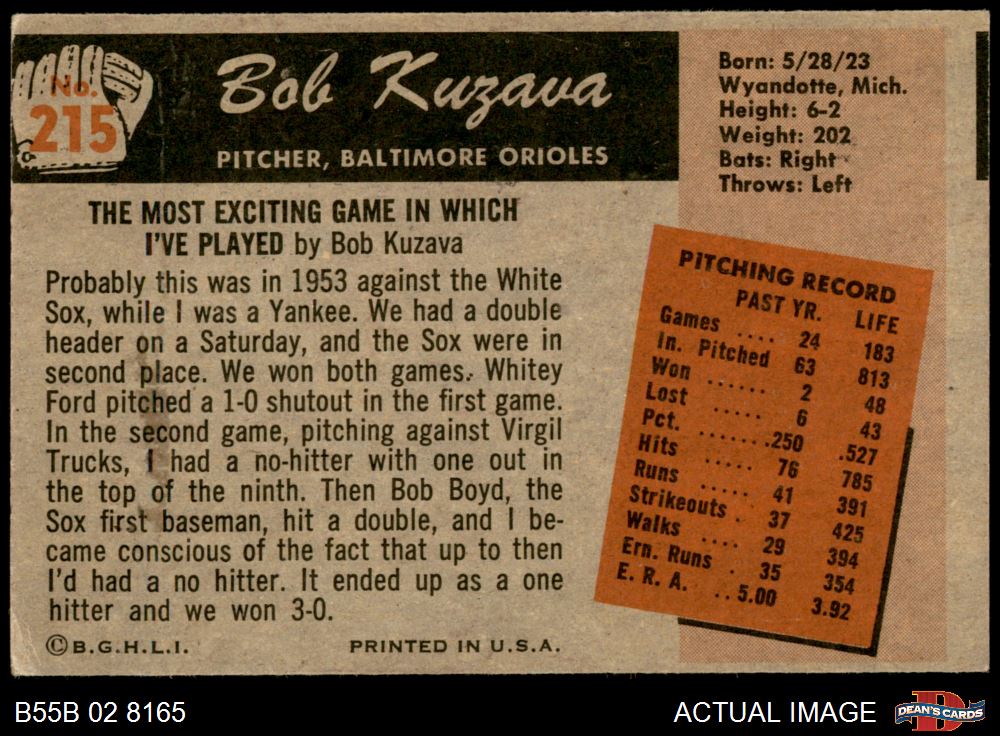 No.
215
Bob Kuzava
PITCHER, BALTIMORE ORIOLES
Born: 5/28/23
Wyandotte, Mich.
Height: 6-2
Weight: 202
Bats: Right
Throws: Left
THE MOST EXCITING GAME IN WHICH
I'VE PLAYED by Bob Kuzava
Probably this was in 1953 against the White
Sox, while I was a Yankee. We had a double
header on a Saturday, and the Sox were in
second place. We won both games. Whitey
Ford pitched a 1-0 shutout in the first game.
In the second game, pitching against Virgil
Trucks, I had a no-hitter with one out in
the top of the ninth. Then Bob Boyd, the
Sox first baseman, hit a double, and I be-
came conscious of the fact that up to then
I'd had a no hitter. It ended up as a one
hitter and we won 3-0.
©B.G.H.L.I. PRINTED IN U.S.A.
PITCHING RECORD
PAST YR. LIFE
Games .... 24 183
In. Pitched 63 813
Won ...... 2 48
Lost ..... 6 43
Pct. .......250 .527
Hits ..... 76 785
Runs ..... 41 391
Strikeouts . 37 425
Walks .... 29 394
Ern. Runs . 35 354
E. R. A. ..5.00 3.92
B55B 02 8165
ACTUAL IMAGE
D
DEAN'S CARDS